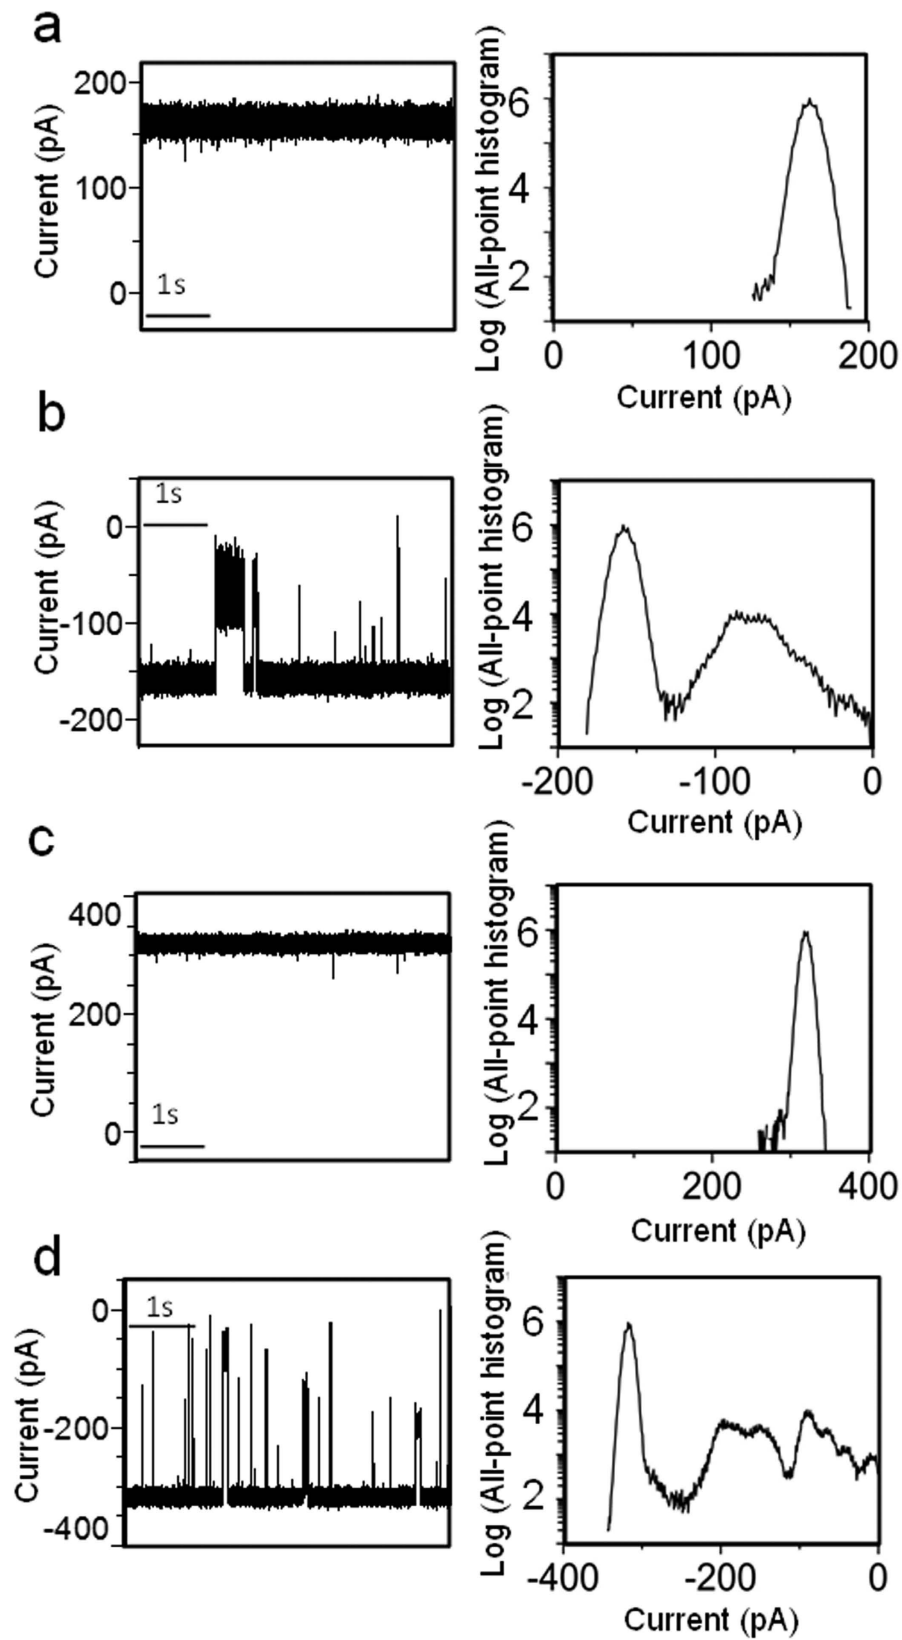 a
Current (pA)
200
100
0
1s
Log (All-point histogram)
6
4
2
0 100 200
Current (pA)
b
Current (pA)
0
-100
-200
1s
Log (All-point histogram)
6
4
2
-200 -100 0
Current (pA)
c
Current (pA)
400
200
0
1s
Log (All-point histogram)
6
4
2
0 200 400
Current (pA)
d
Current (pA)
0
-200
-400
1s
Log (All-point histogram)
6
4
2
-400 -200 0
Current (pA)